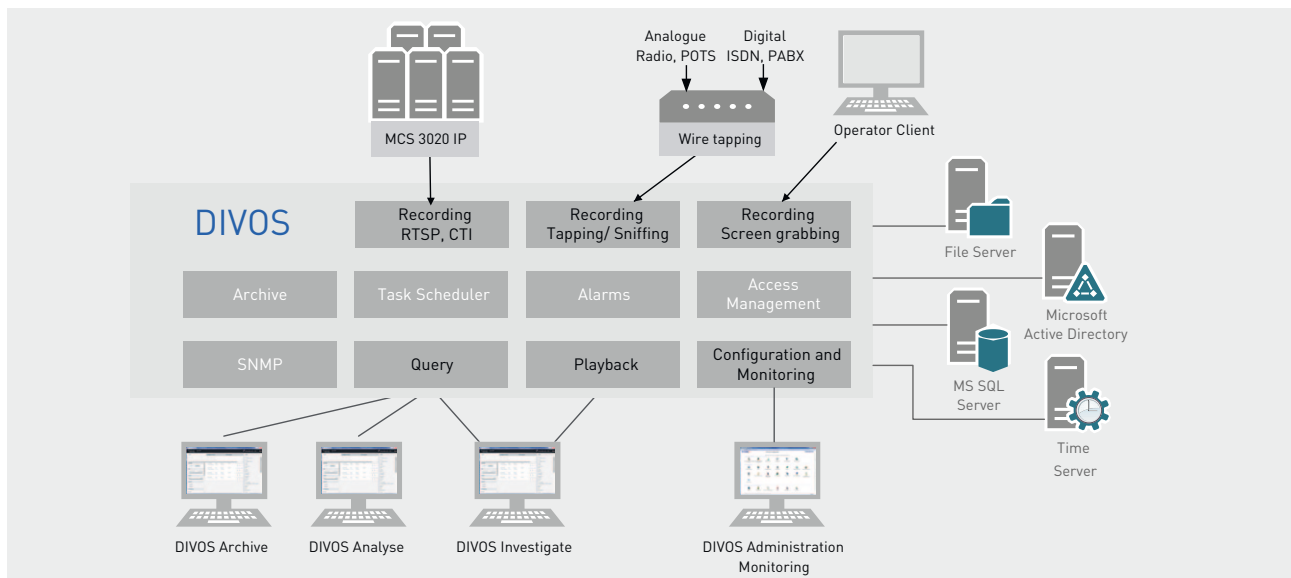 Analogue
Radio, POTS
Digital
ISDN, PABX
MCS 3020 IP
Wire tapping
Operator Client
DIVOS
Recording
RTSP, CTI
Recording
Tapping/ Sniffing
Recording
Screen grabbing
File Server
Archive
Task Scheduler
Alarms
Access
Management
Microsoft
Active Directory
SNMP
Query
Playback
Configuration and
Monitoring
MS SQL
Server
Time
Server
DIVOS Archive
DIVOS Analyse
DIVOS Investigate
DIVOS Administration
Monitoring